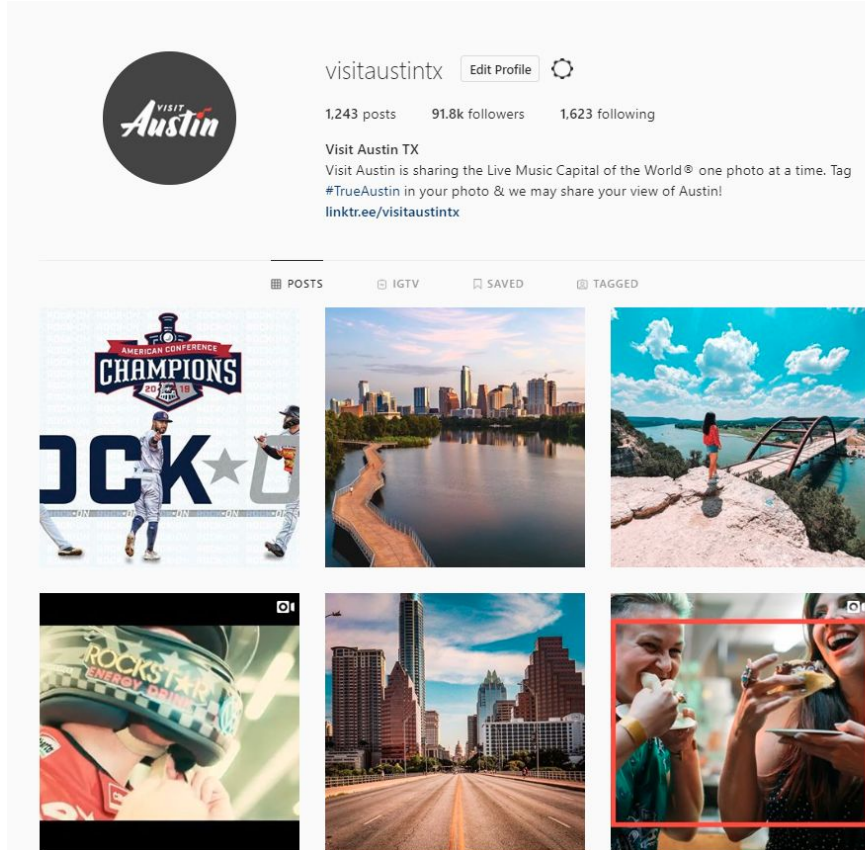 visitaustintx Edit Profile
1,243 posts 91.8k followers 1,623 following
VISIT
Austin
Visit Austin TX
Visit Austin is sharing the Live Music Capital of the World® one photo at a time. Tag
#TrueAustin in your photo & we may share your view of Austin!
linktr.ee/visitaustintx
POSTS IGTV SAVED TAGGED
AMERICAN CONFERENCE
CHAMPIONS
OCK
ROCKSTAR
ENERGY DRINK